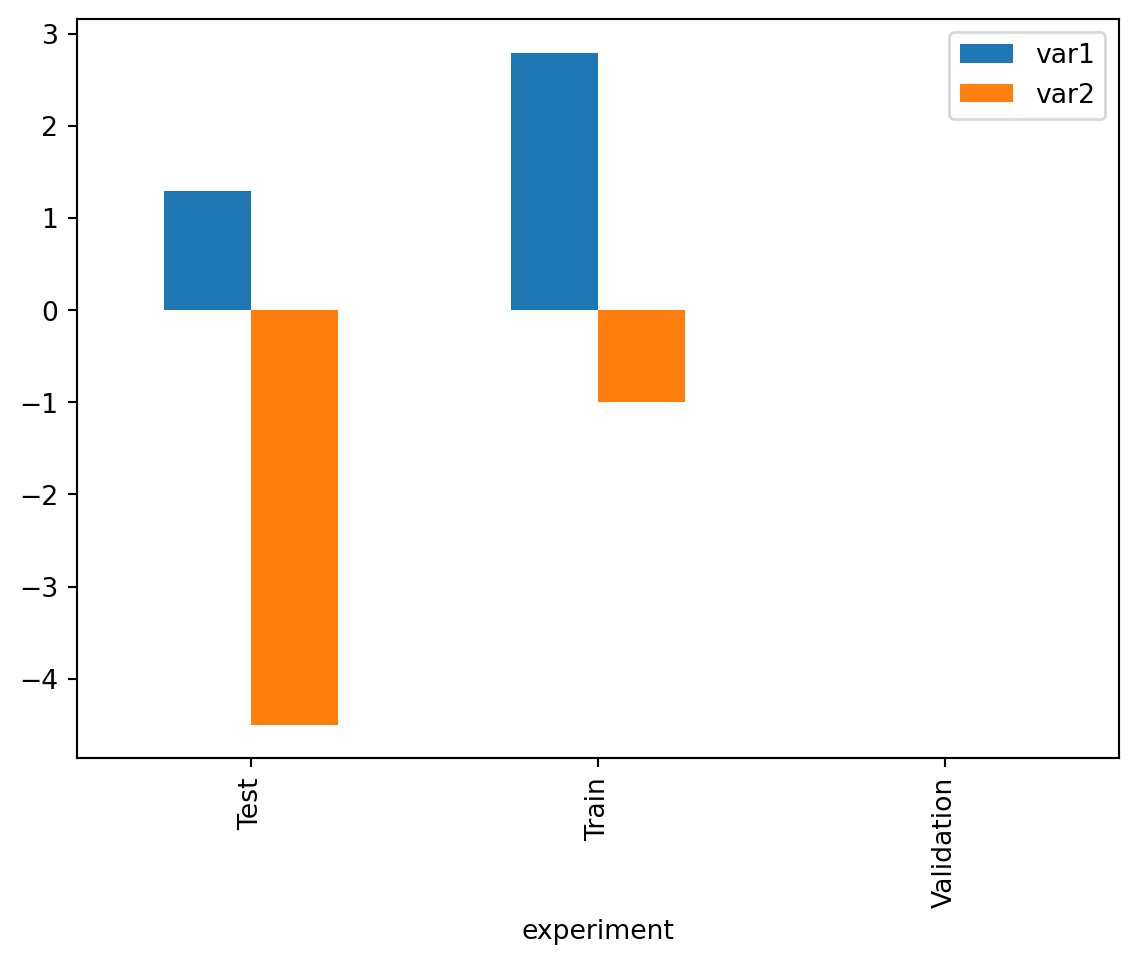 3
2
1
0
−1
−2
−3
−4
var1
var2
Test
Train
Validation
experiment